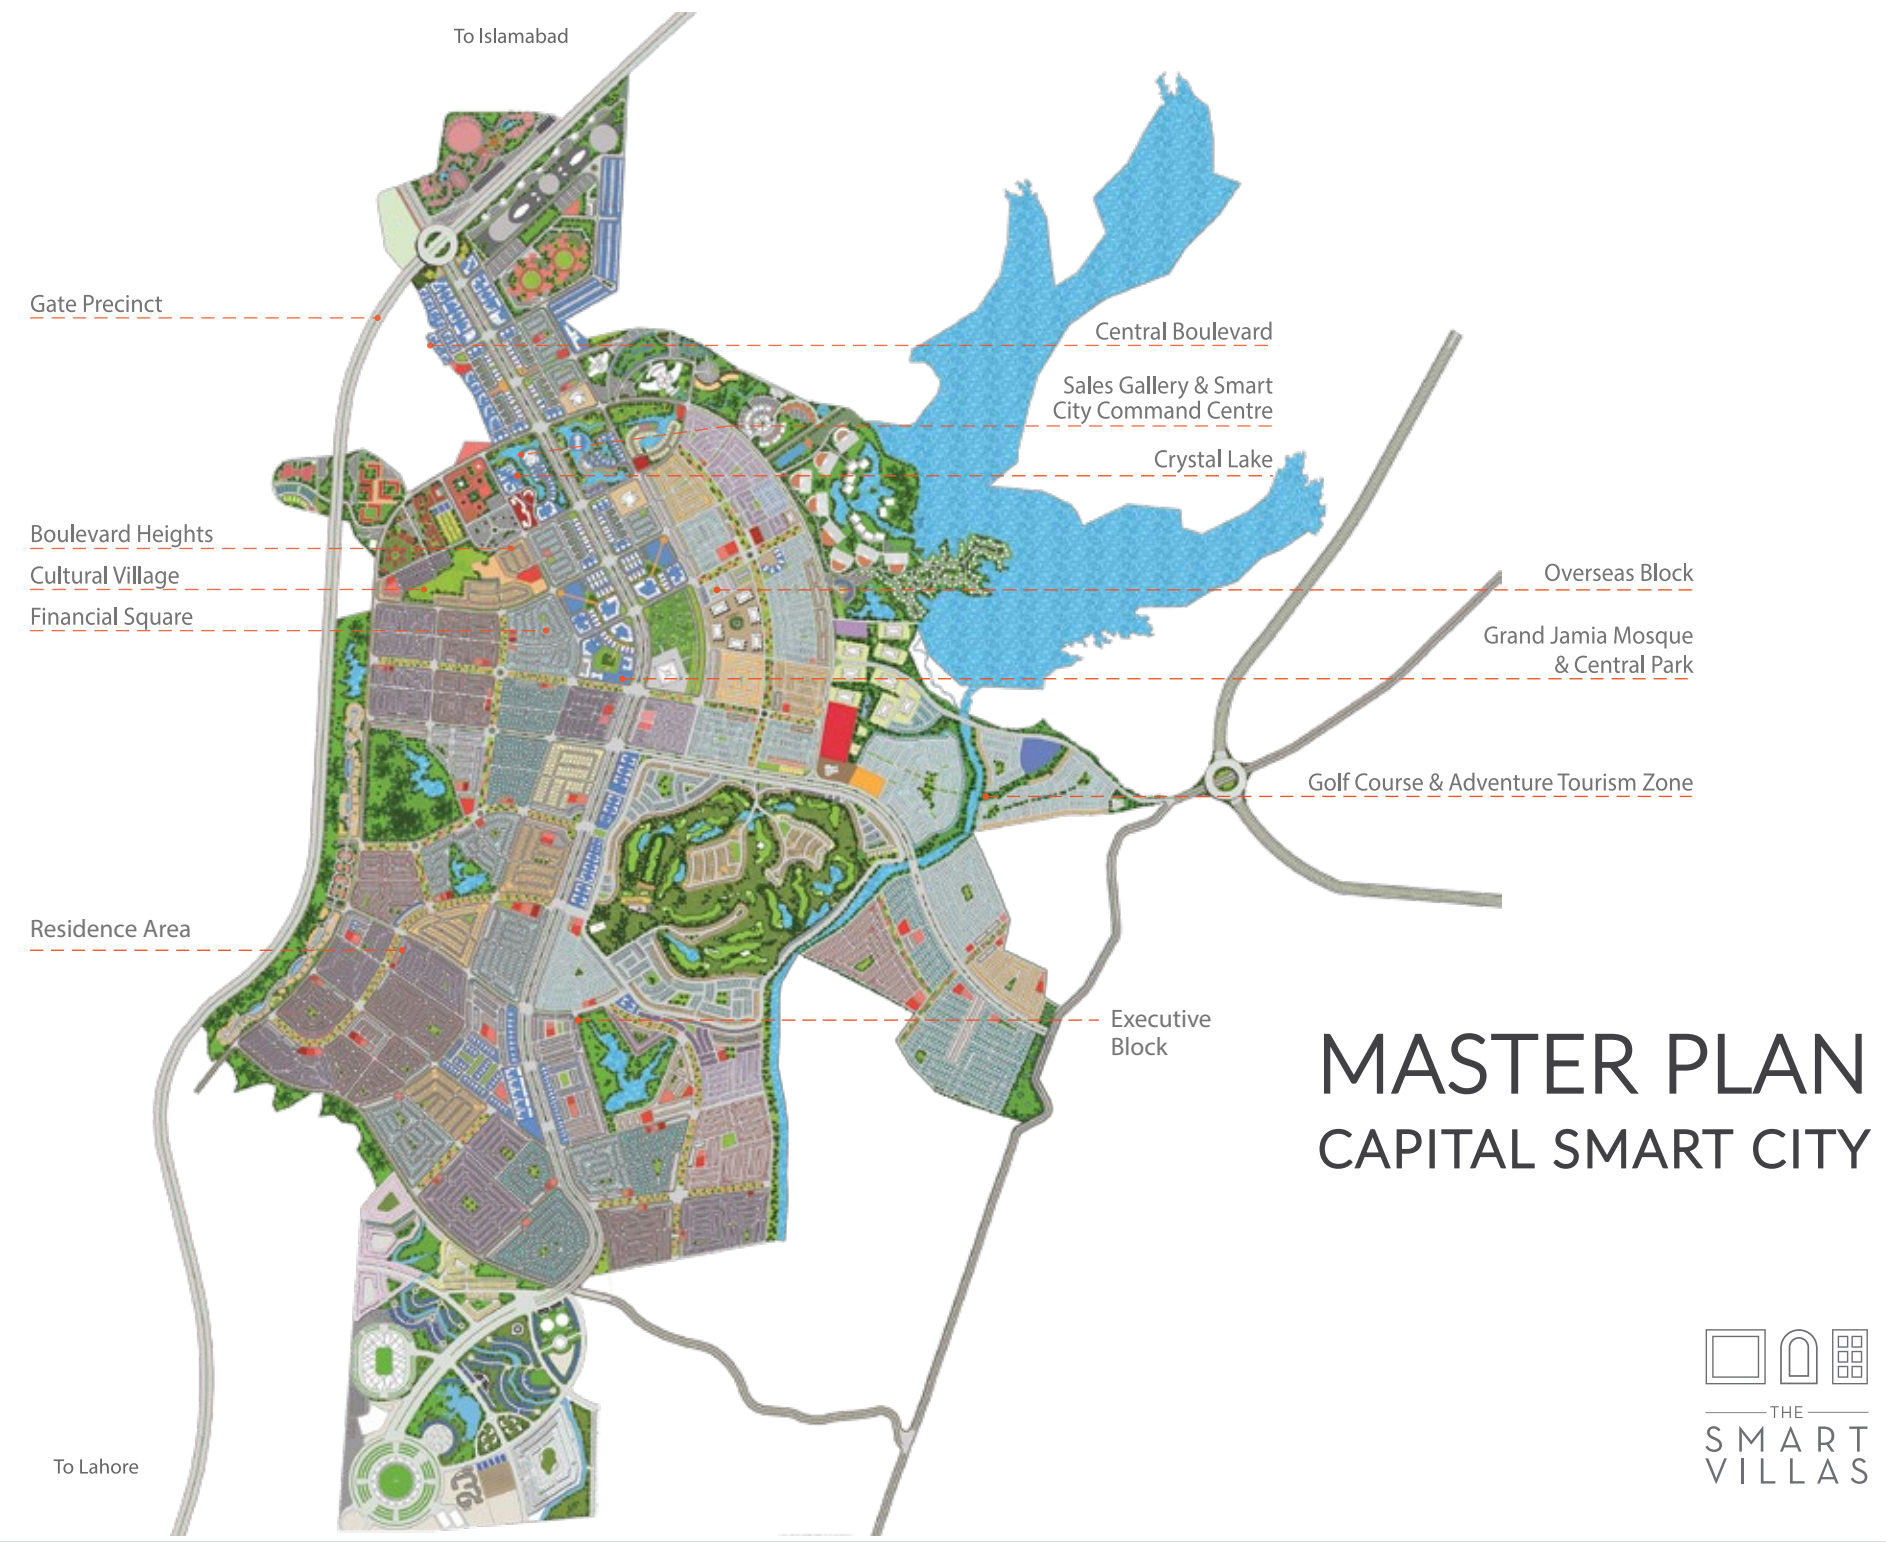 To Islamabad
Gate Precinct
Central Boulevard
Sales Gallery & Smart
City Command Centre
Crystal Lake
Boulevard Heights
Cultural Village
Financial Square
Overseas Block
Grand Jamia Mosque
& Central Park
Golf Course & Adventure Tourism Zone
Residence Area
Executive
Block
MASTER PLAN
CAPITAL SMART CITY
To Lahore
THE
SMART
VILLAS